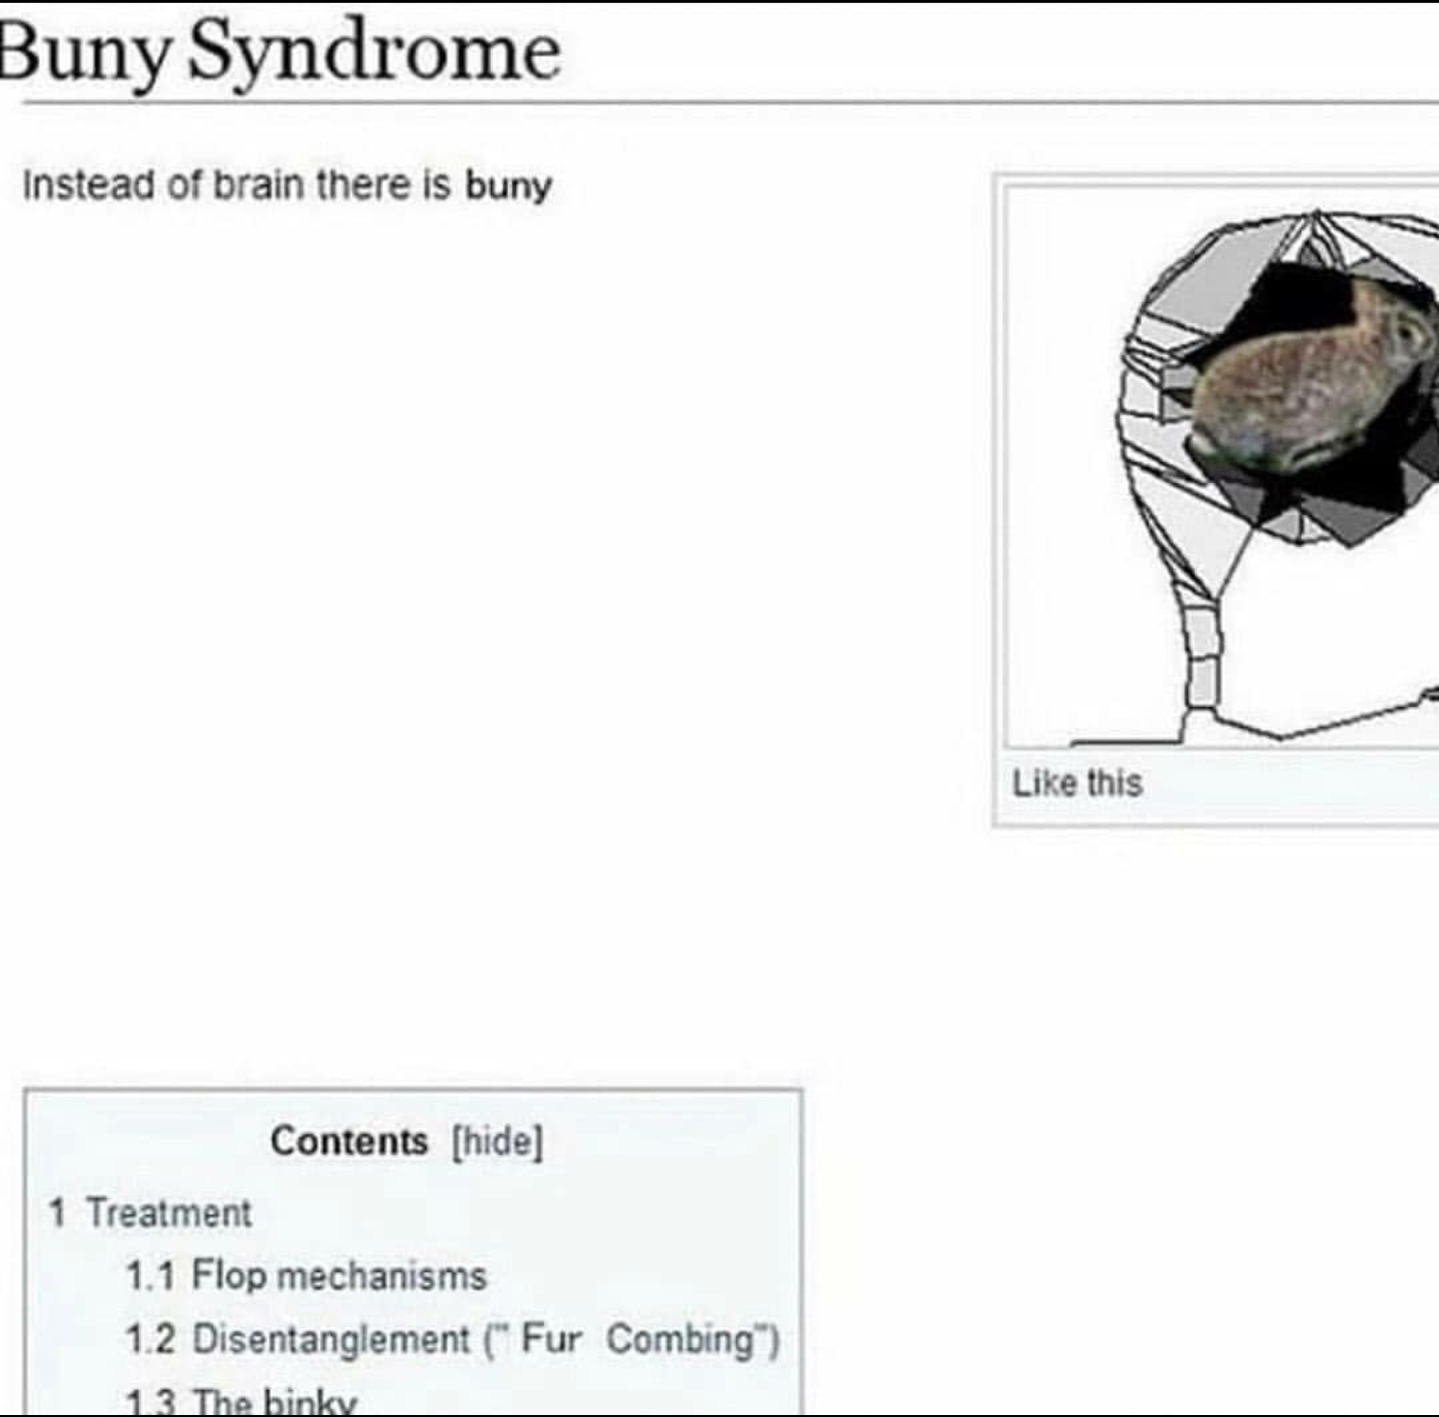 Buny Syndrome
Instead of brain there is buny
Like this
Contents [hide]
1 Treatment
1.1 Flop mechanisms
1.2 Disentanglement (" Fur Combing")
1.3 The binky